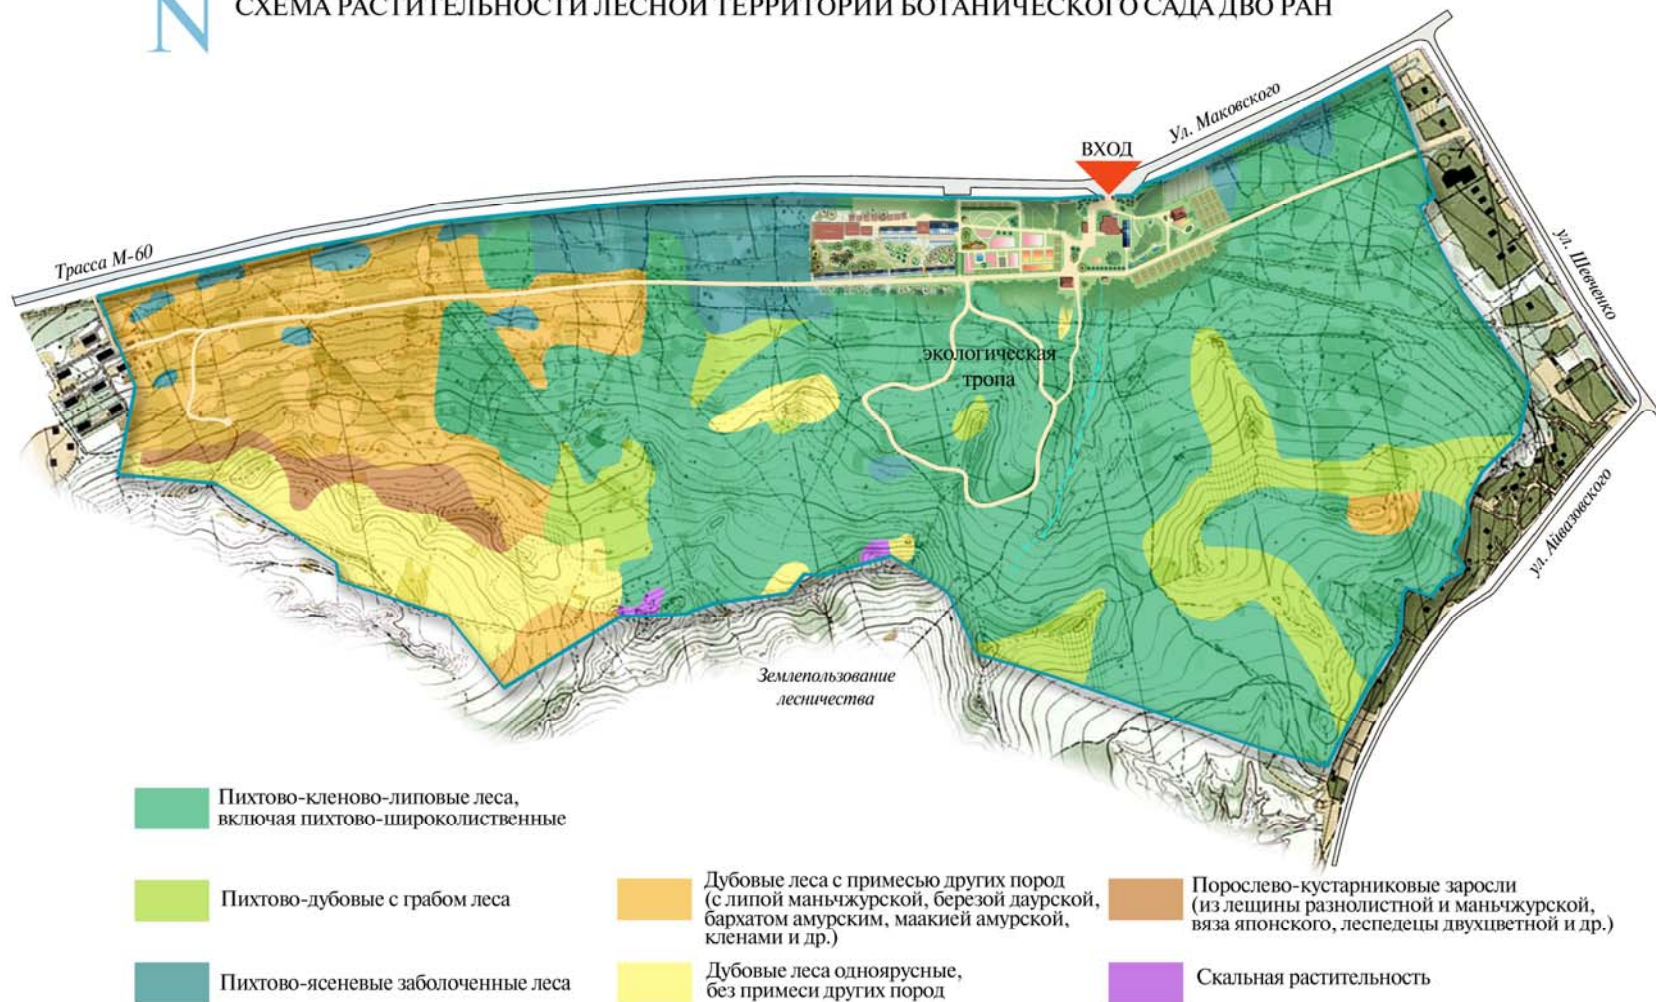 N
СХЕМА РАСТИТЕЛЬНОСТИ ЛЕСНОЙ ТЕРРИТОРИИ БОТАНИЧЕСКОГО САДА ДВО РАН
Ул. Маковского
ВХОД
Трасса М-60
ул. Шевченко
экологическая
тропа
ул. Айвазовского
Землепользование
лесничества
Пихтово-кленово-липовые леса,
включая пихтово-широколиственные
Пихтово-дубовые с грабом леса
Пихтово-ясеневые заболоченные леса
Дубовые леса с примесью других пород
(с липой маньчжурской, березой даурской,
бархатом амурским, маакией амурской,
кленами и др.)
Дубовые леса одноярусные,
без примеси других пород
Порослево-кустарниковые заросли
(из лещины разнолистной и маньчжурской,
вяза японского, леспедецы двухцветной и др.)
Скальная растительность